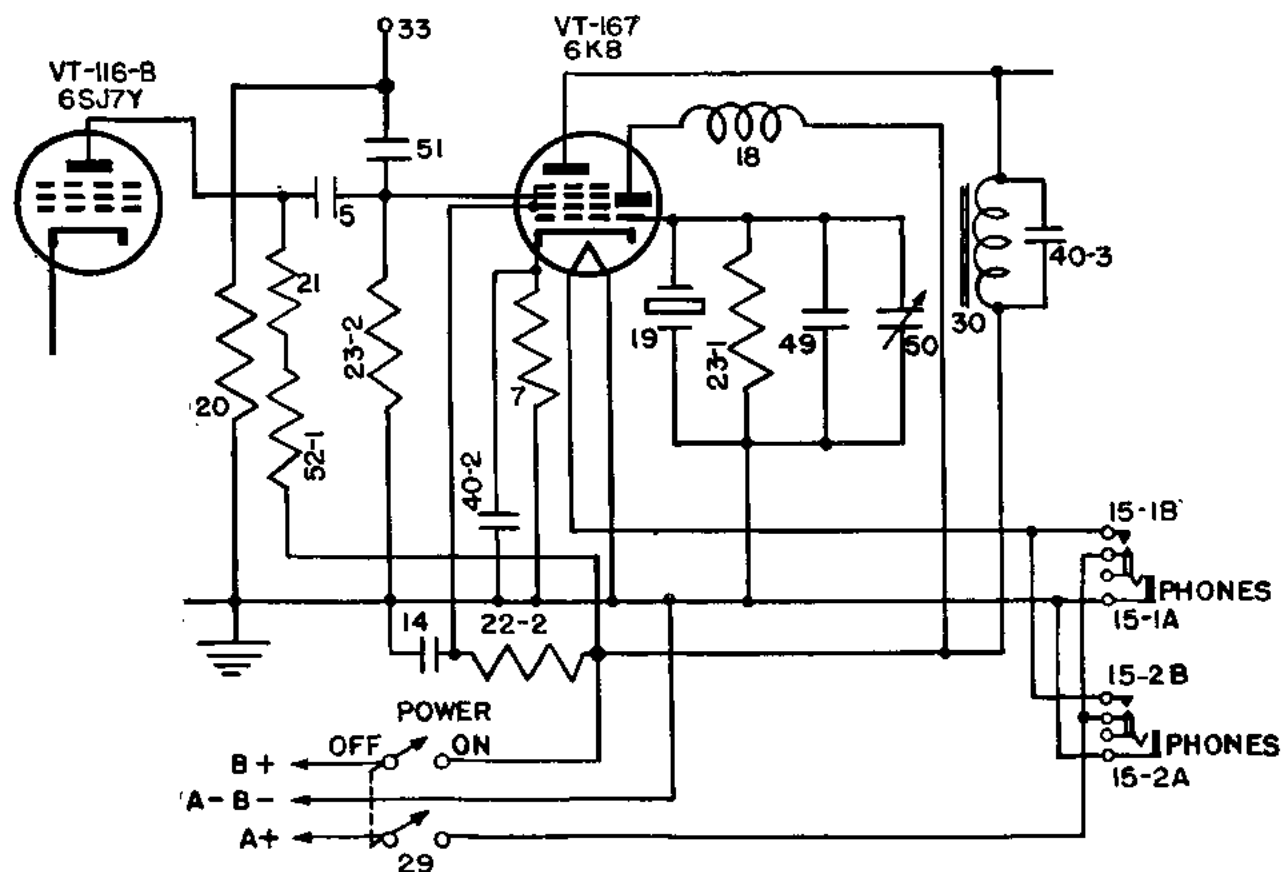 33
VT-167
6K8
VT-116-B
6SJ7Y
51
18
5
21
40-3
30
19
23-1
49
50
23-2
7
20
52-1
40-2
15-1B
PHONES
15-1A
14
22-2
15-2B
POWER
OFF
ON
PHONES
B+
15-2A
A-B-
A+
29